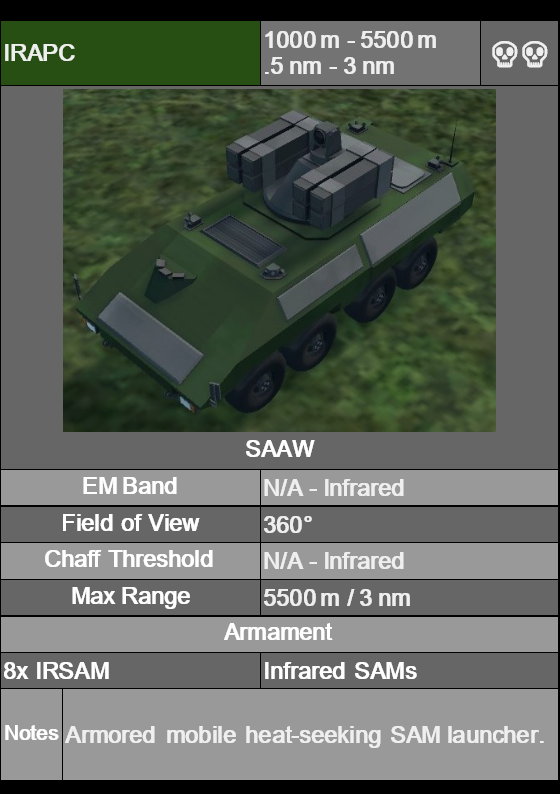 IRAPC
1000 m - 5500 m
.5 nm - 3 nm
SAAW
EM Band
N/A - Infrared
Field of View
360°
Chaff Threshold
N/A - Infrared
Max Range
5500 m / 3 nm
Armament
8x IRSAM
Infrared SAMs
Notes
Armored mobile heat-seeking SAM launcher.